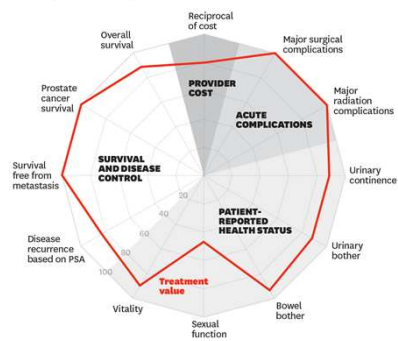 Reciprocal
of cost
Overall
survival
Major surgical
complications
PROVIDER
COST
Prostate
cancer
survival
Major
radiation
complications
ACUTE
COMPLICATIONS
SURVIVAL
AND DISEASE
CONTROL
Survival
free from
metastasis
Urinary
continence
20
40
60
80
100
PATIENT-
REPORTED
HEALTH STATUS
Disease
recurrence
based on PSA
Urinary
bother
Treatment
value
Vitality
Bowel
bother
Sexual
function